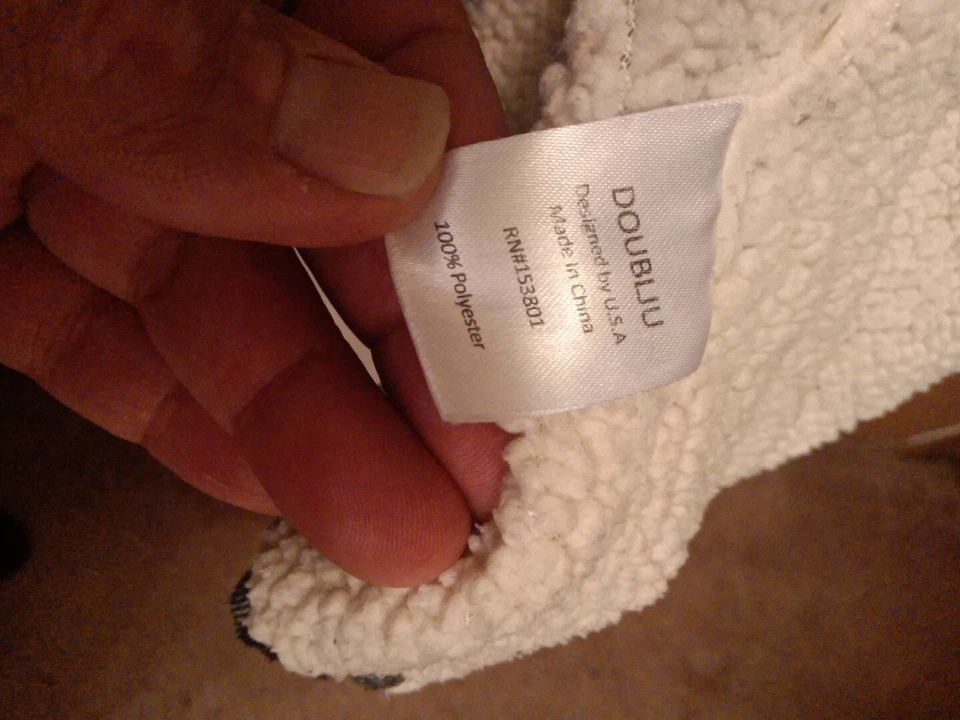 DOUBLJU
Designed by U.S.A
Made In China
RN#153801
100% Polyester